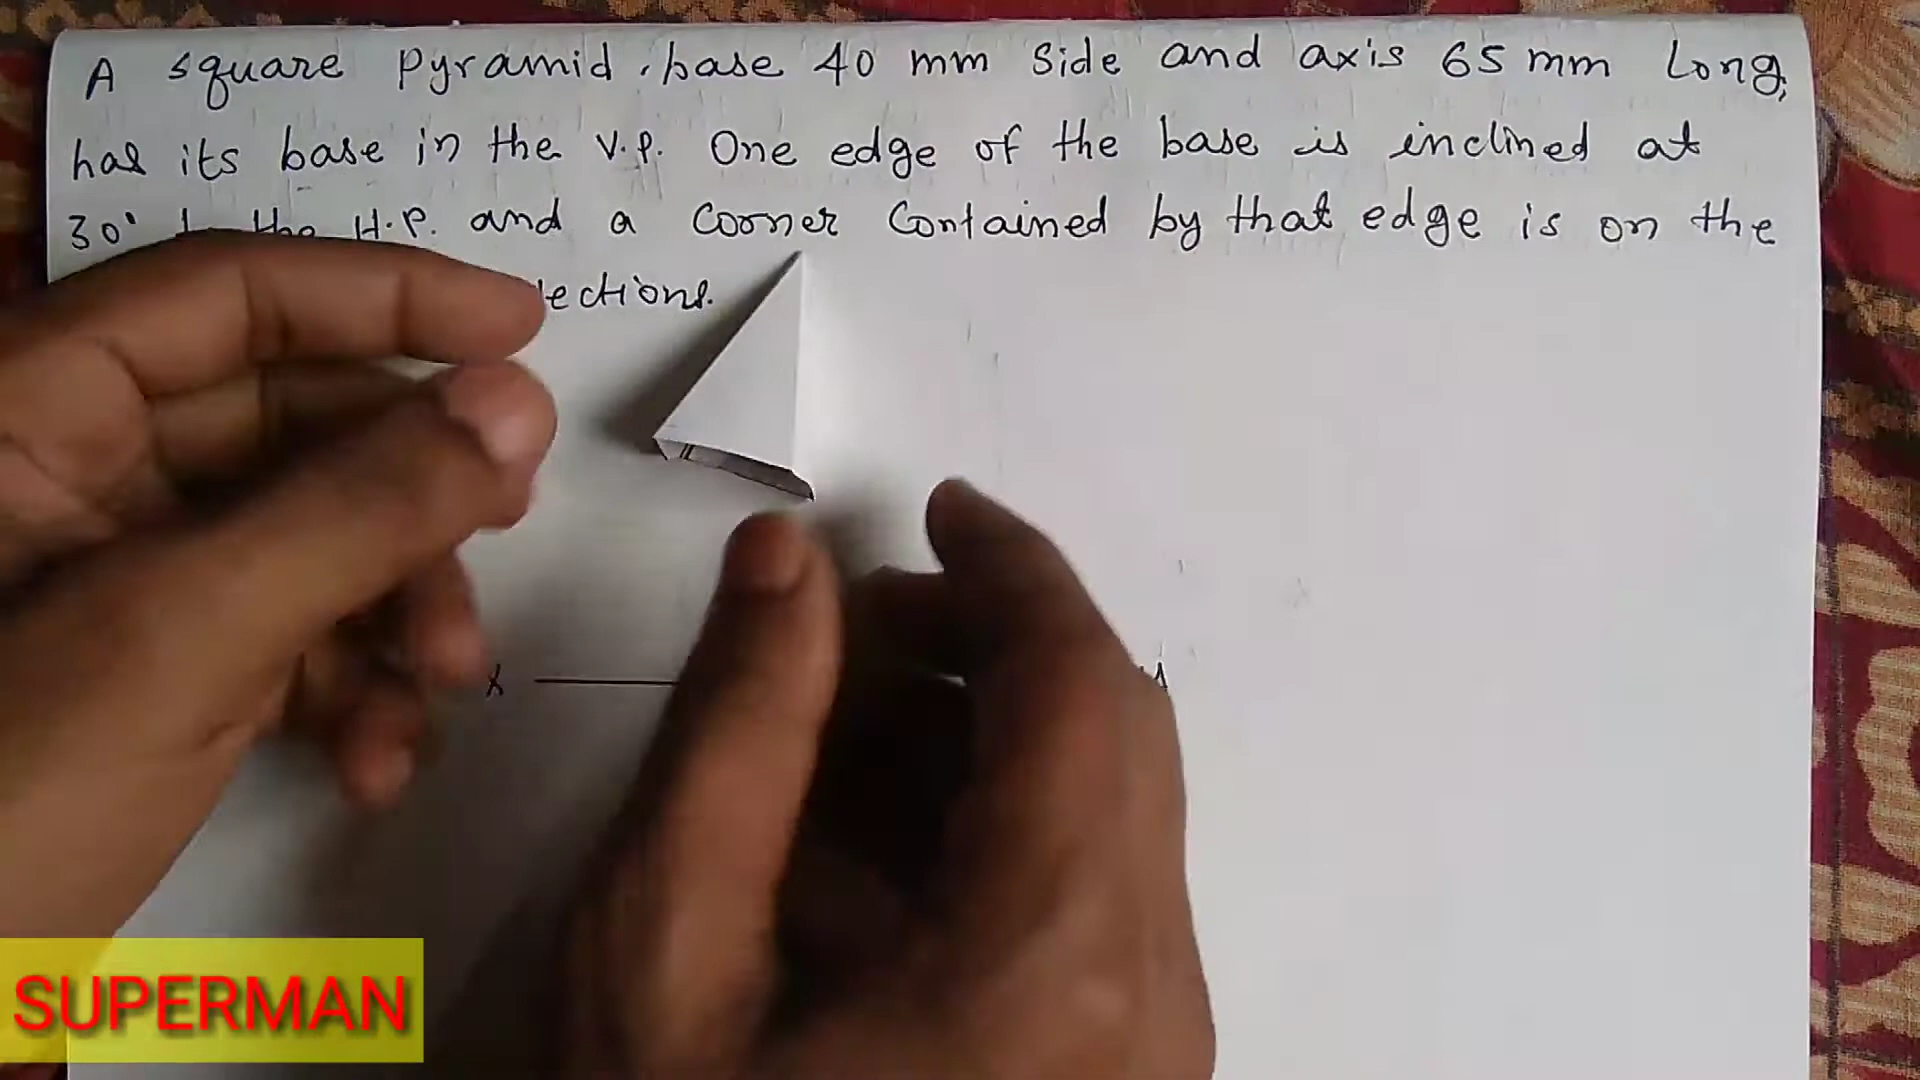 A square pyramid, base 40 mm side and axis 65 mm long,
has its base in the V.P. One edge of the base is inclined at
30° the H.P. and a corner contained by that edge is on the
ections.
X
SUPERMAN